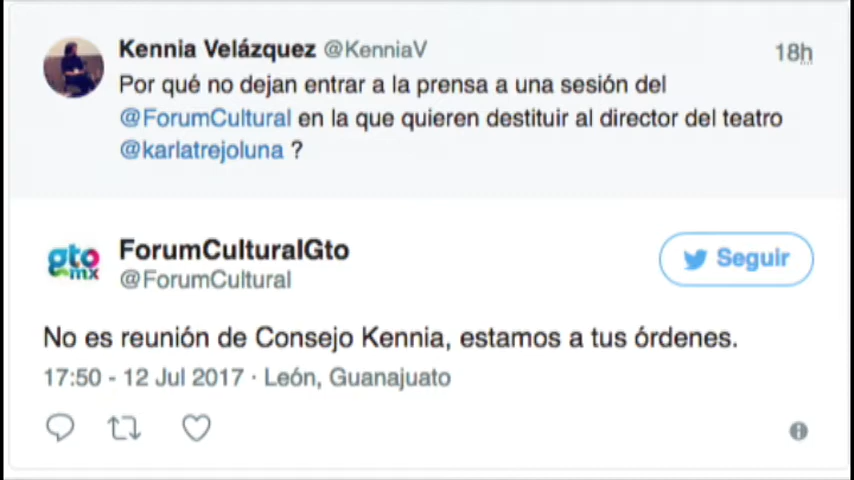 Kennia Velázquez @KenniaV 18h
Por qué no dejan entrar a la prensa a una sesión del
@ForumCultural en la que quieren destituir al director del teatro
@karlatrejoluna ?
gto mx
ForumCulturalGto
@ForumCultural
Seguir
No es reunión de Consejo Kennia, estamos a tus órdenes.
17:50 - 12 Jul 2017 · León, Guanajuato